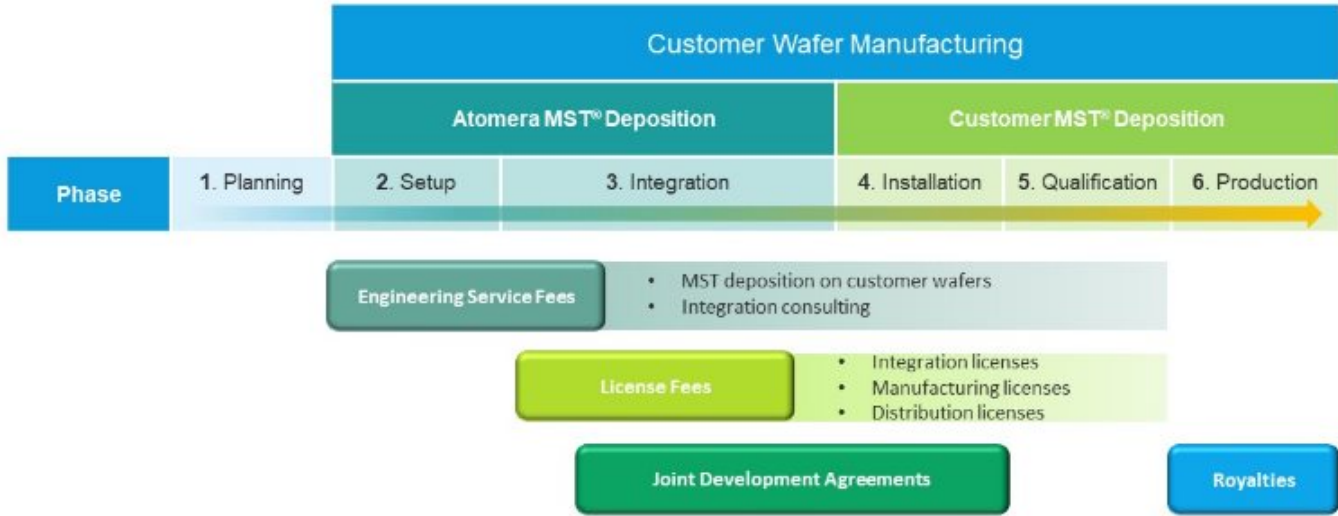 Customer Wafer Manufacturing
Atomera MST® Deposition
Customer MST® Deposition
Phase
1. Planning
2. Setup
3. Integration
4. Installation
5. Qualification
6. Production
Engineering Service Fees
• MST deposition on customer wafers
• Integration consulting
License Fees
• Integration licenses
• Manufacturing licenses
• Distribution licenses
Joint Development Agreements
Royalties